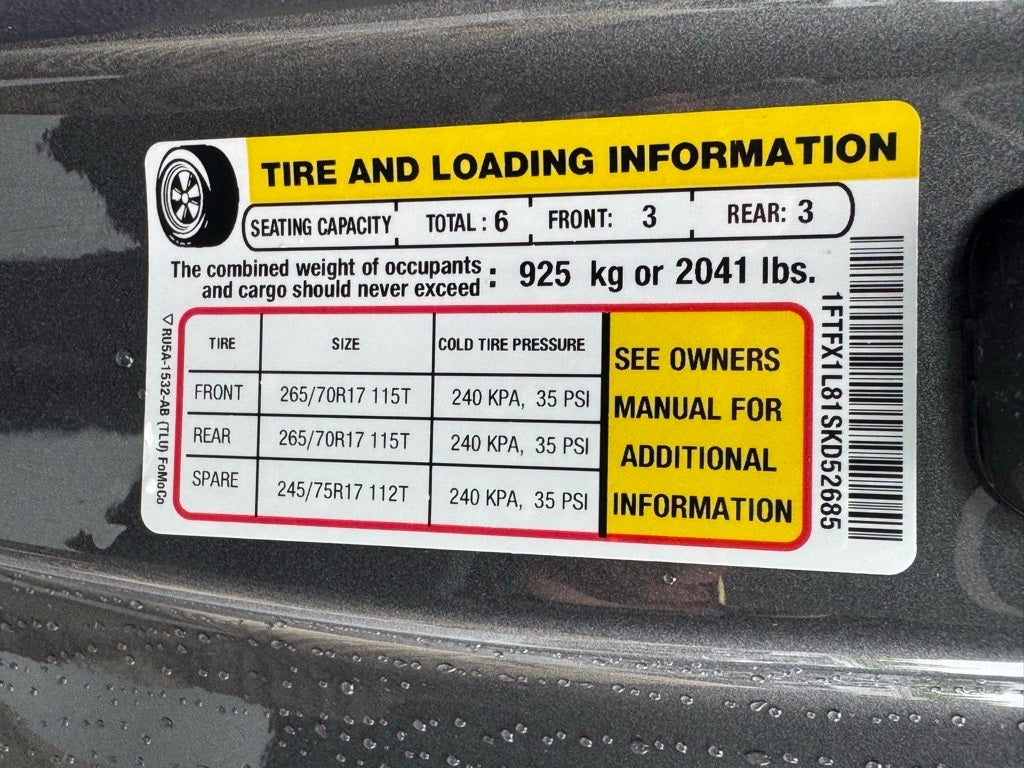 TIRE AND LOADING INFORMATION
SEATING CAPACITY TOTAL : 6 FRONT: 3 REAR: 3
The combined weight of occupants
and cargo should never exceed : 925 kg or 2041 lbs.
TIRE SIZE COLD TIRE PRESSURE
FRONT 265/70R17 115T 240 KPA, 35 PSI
REAR 265/70R17 115T 240 KPA, 35 PSI
SPARE 245/75R17 112T 240 KPA, 35 PSI
SEE OWNERS
MANUAL FOR
ADDITIONAL
INFORMATION
1FTFX1L81SKD52685
▽ RU5A-1532-AB (TLU) FoMoCo